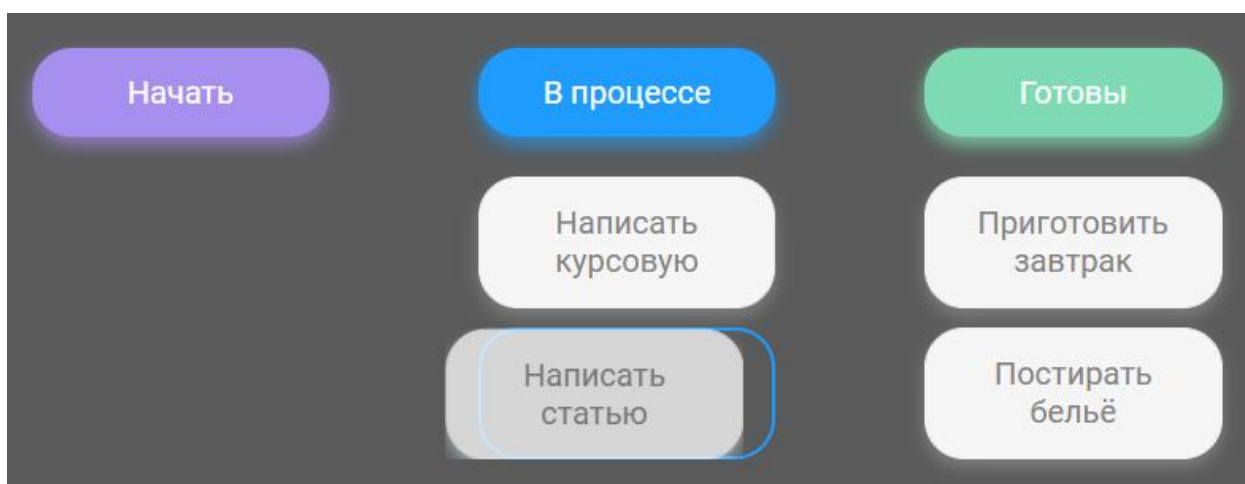 Начать
В процессе
Готовы
Написать
курсовую
Приготовить
завтрак
Написать
статью
Постирать
бельё